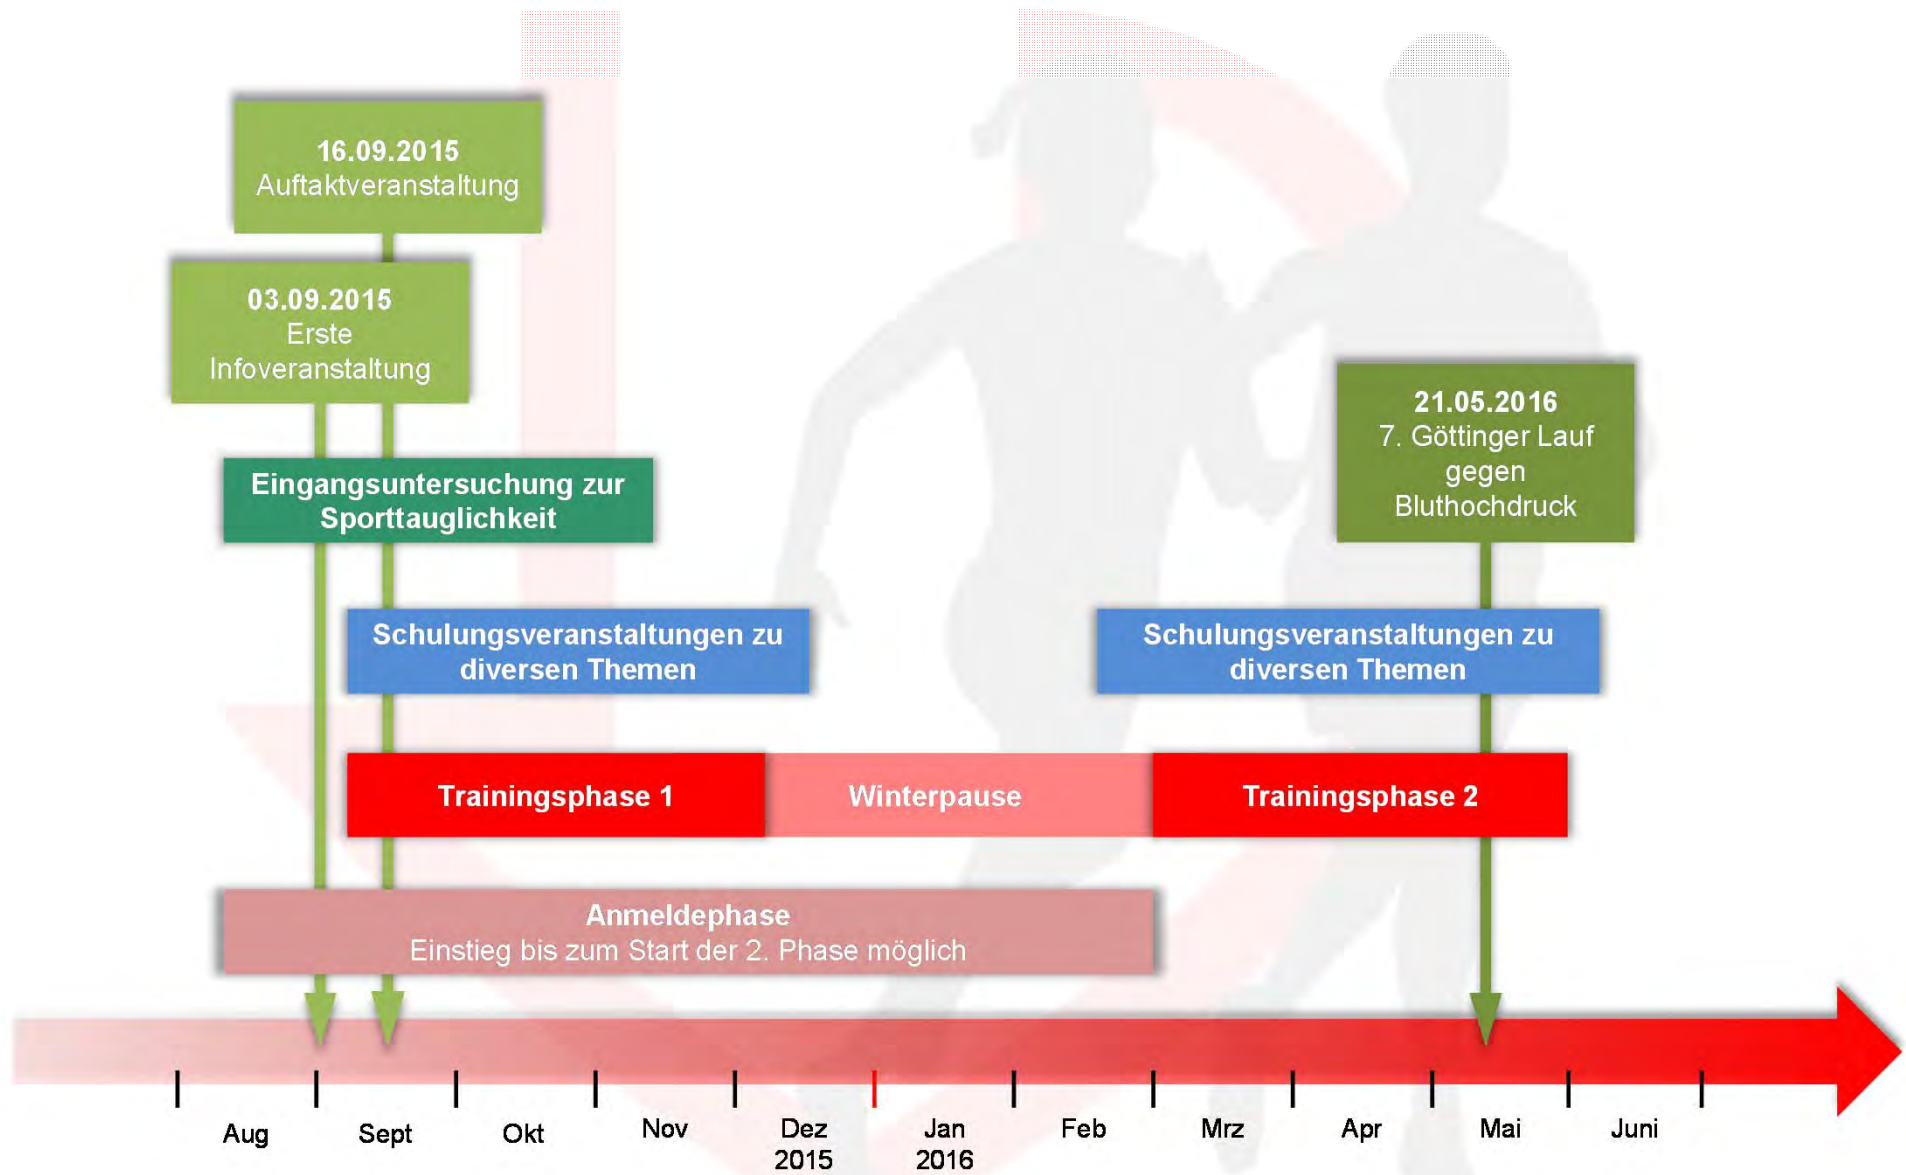 16.09.2015
Auftaktveranstaltung
03.09.2015
Erste
Infoveranstaltung
21.05.2016
7. Göttinger Lauf
gegen
Bluthochdruck
Eingangsuntersuchung zur
Sporttauglichkeit
Schulungsveranstaltungen zu
diversen Themen
Schulungsveranstaltungen zu
diversen Themen
Trainingsphase 1
Winterpause
Trainingsphase 2
Anmeldephase
Einstieg bis zum Start der 2. Phase möglich
Aug
Sept
Okt
Nov
Dez
2015
Jan
2016
Feb
Mrz
Apr
Mai
Juni